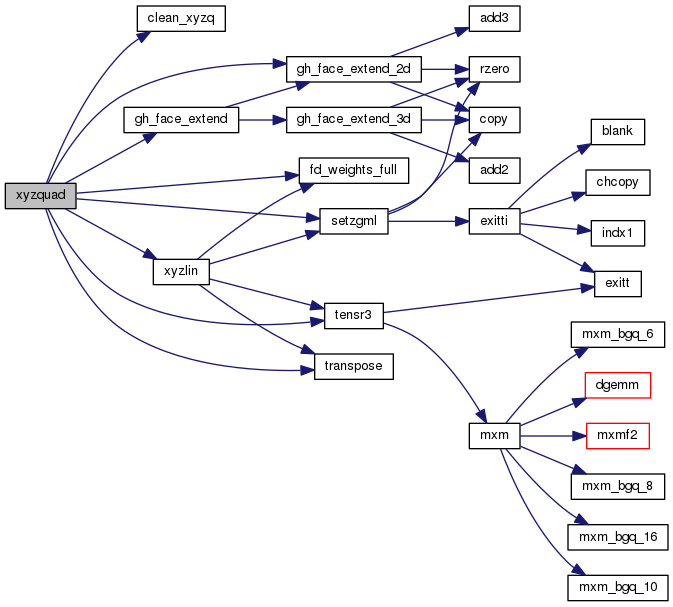 xyzquad
clean_xyzq
gh_face_extend_2d
gh_face_extend
gh_face_extend_3d
fd_weights_full
setzgml
xyzlin
tensr3
transpose
add3
rzero
copy
add2
exitti
blank
chcopy
indx1
exitt
mxm
mxm_bgq_6
dgemm
mxmf2
mxm_bgq_8
mxm_bgq_16
mxm_bgq_10